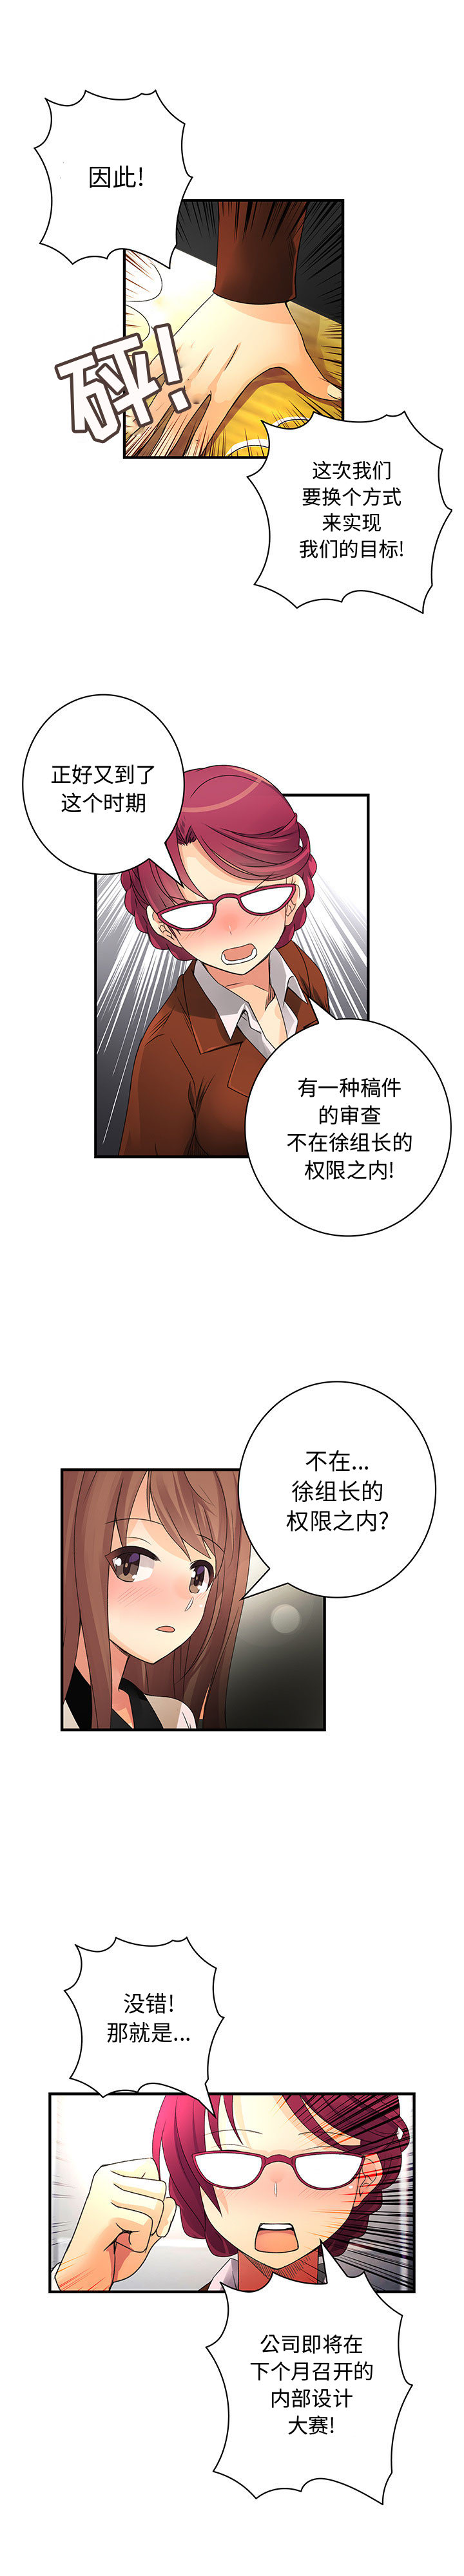 因此!
砰!
这次我们
要换个方式
来实现
我们的目标!
正好又到了
这个时期
有一种稿件
的审查
不在徐组长的
权限之内!
不在...
徐组长的
权限之内?
没错!
那就是...
公司即将在
下个月召开的
内部设计
大赛!